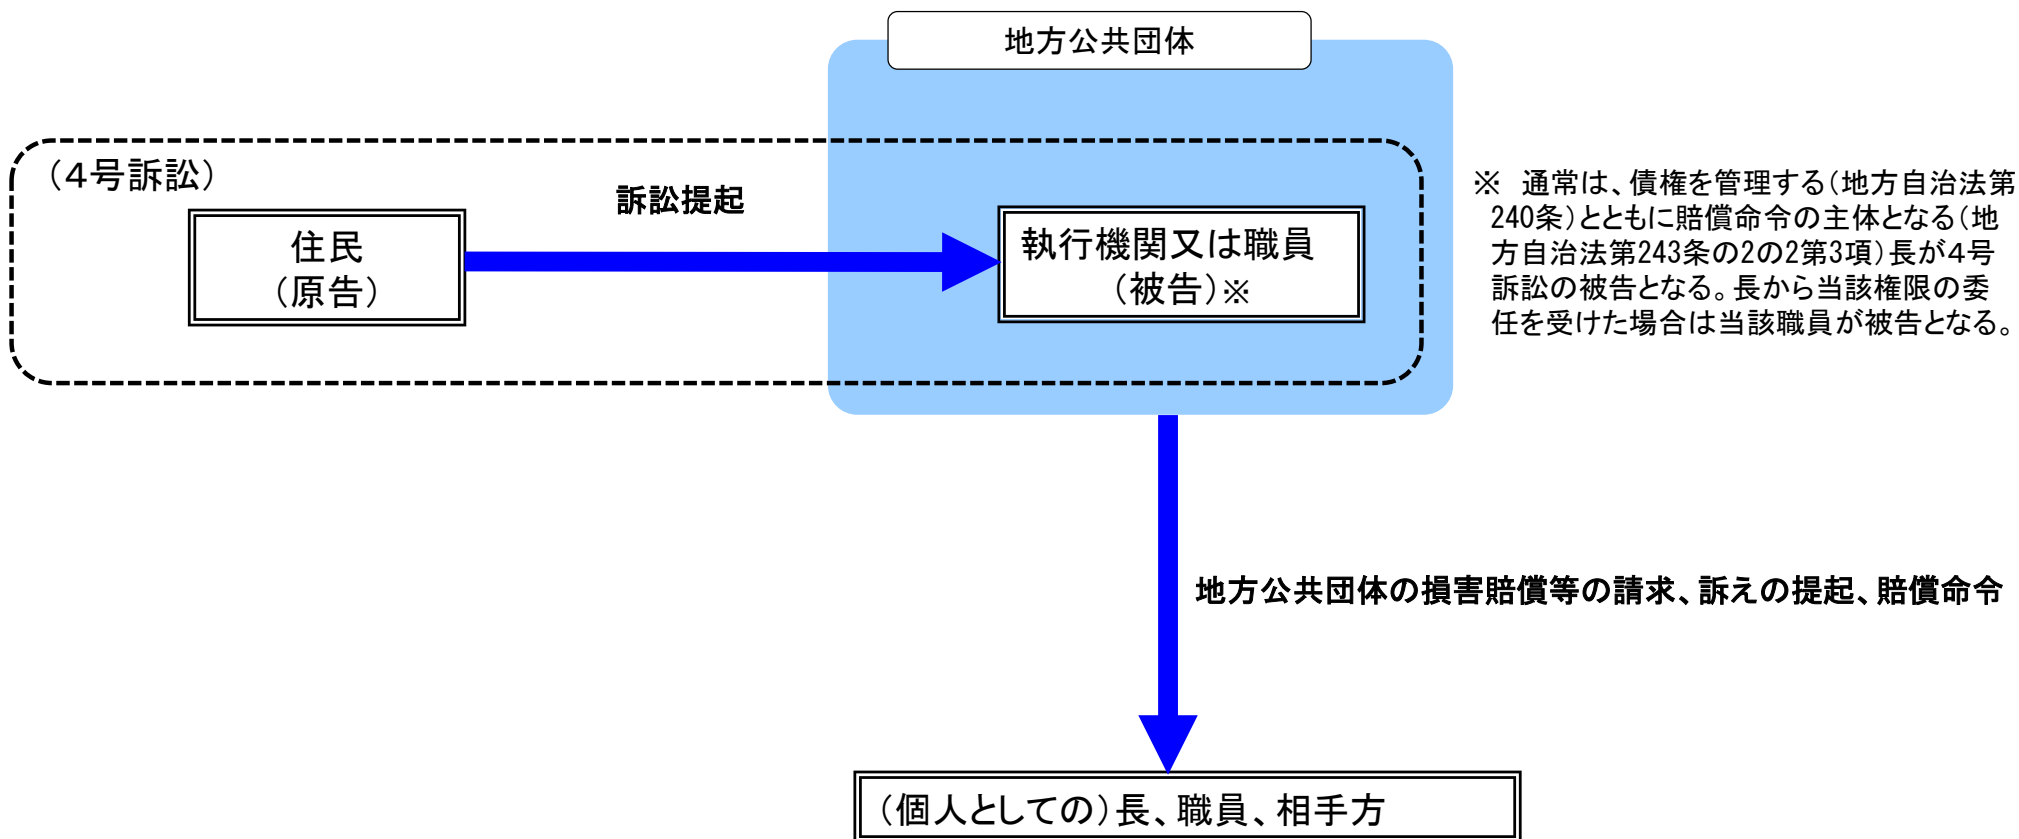 地方公共団体
（４号訴訟）
訴訟提起
住民
（原告）
執行機関又は職員
（被告）※
※　通常は、債権を管理する（地方自治法第
240条）とともに賠償命令の主体となる（地
方自治法第243条の2の2第3項）長が４号
訴訟の被告となる。長から当該権限の委
任を受けた場合は当該職員が被告となる。
地方公共団体の損害賠償等の請求、訴えの提起、賠償命令
（個人としての）長、職員、相手方